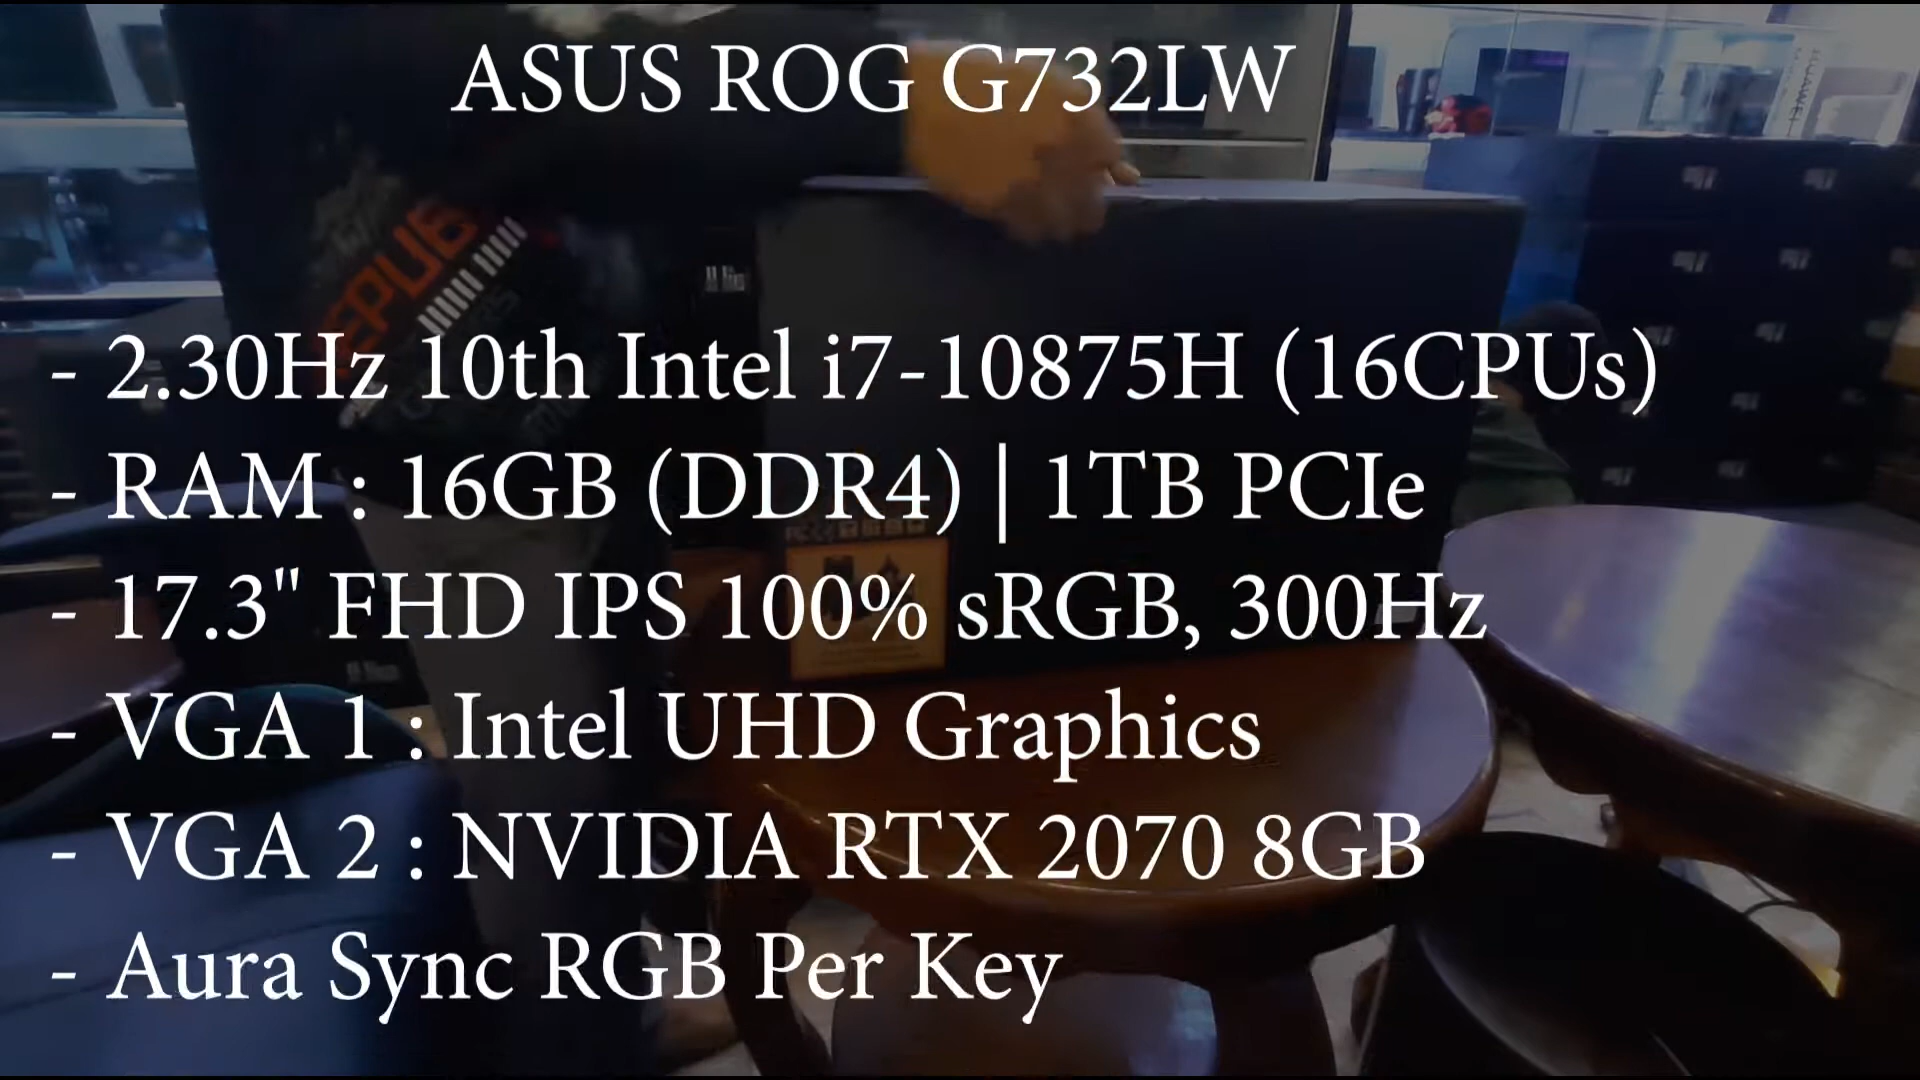 ASUS ROG G732LW
- 2.30Hz 10th Intel i7-10875H (16CPUs)
- RAM : 16GB (DDR4) | 1TB PCIe
- 17.3" FHD IPS 100% sRGB, 300Hz
- VGA 1 : Intel UHD Graphics
- VGA 2 : NVIDIA RTX 2070 8GB
- Aura Sync RGB Per Key